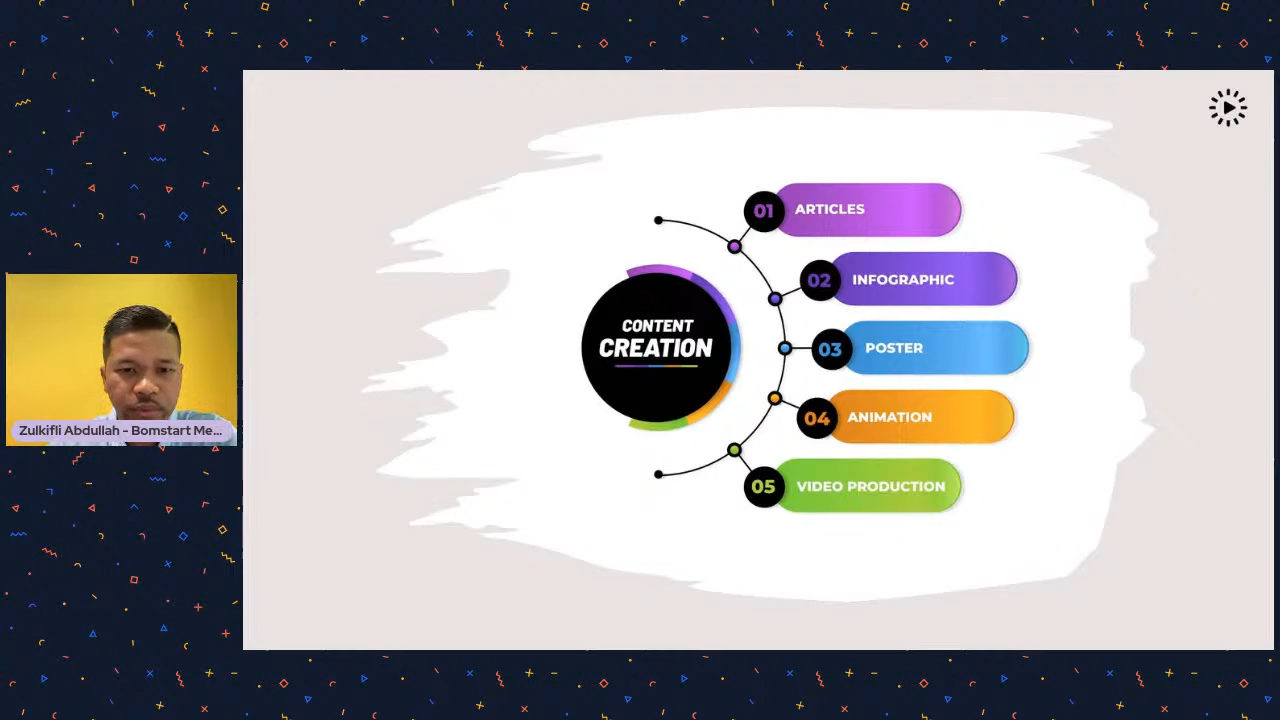 01 ARTICLES
02 INFOGRAPHIC
CONTENT
CREATION
03 POSTER
04 ANIMATION
05 VIDEO PRODUCTION
Zulkifli Abdullah - Bomstart Me...